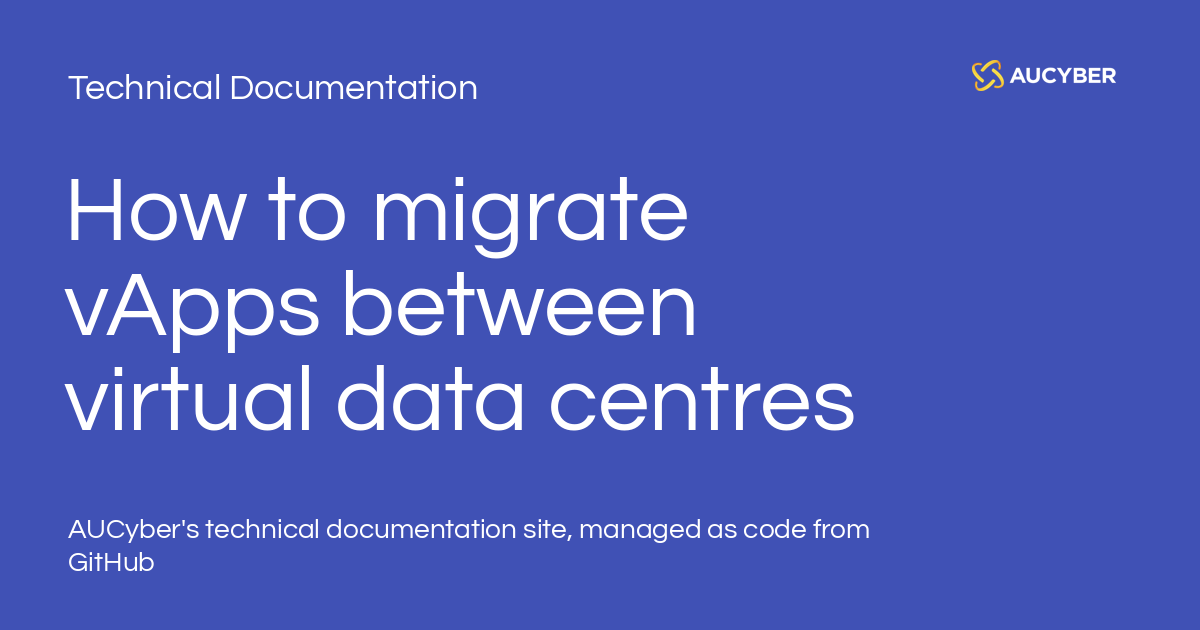 Technical Documentation
AUCYBER
How to migrate
vApps between
virtual data centres
AUCyber's technical documentation site, managed as code from
GitHub